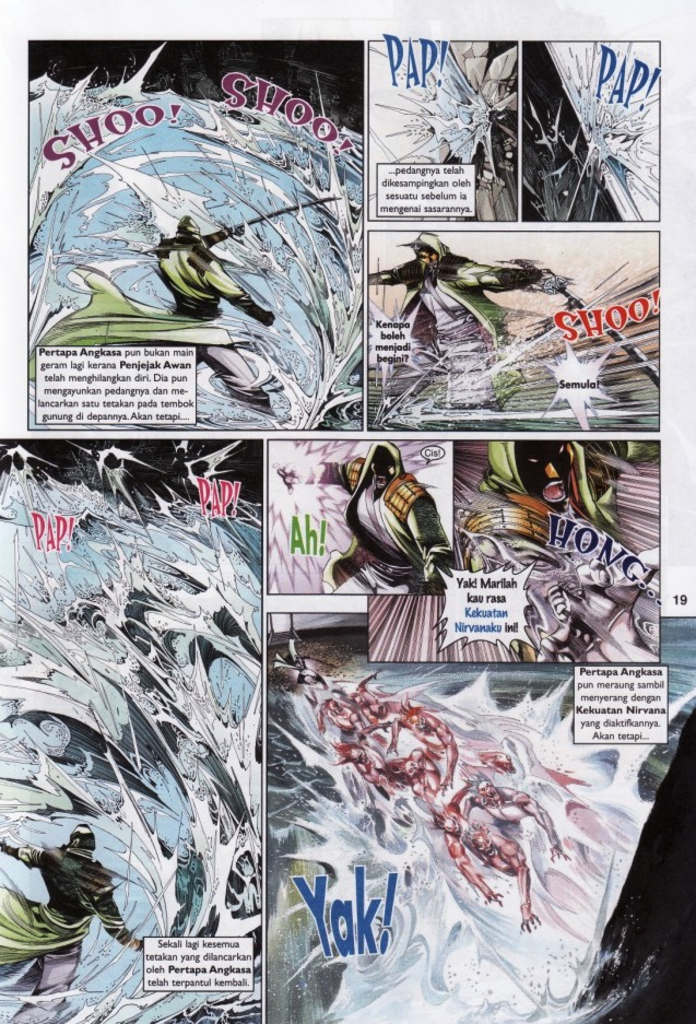 SHOO!
SHOO!
Pertapa Angkasa pun bukan main
geram lagi kerana Penjejak Awan
telah menghilangkan diri. Dia pun
mengayunkan pedangnya dan me-
lancarkan satu tetakan pada tembok
gunung di depannya. Akan tetapi....
PAP!
...pedangnya telah
dikesampingkan oleh
sesuatu sebelum ia
mengenai sasarannya.
PAP!
Kenapa
boleh
menjadi
begini?
SHOO!
Semula!
PAP!
PAP!
Sekali lagi kesemua
tetakan yang dilancarkan
oleh Pertapa Angkasa
telah terpantul kembali.
Cis!
Ah!
HONG...
Yak! Marilah
kau rasa
Kekuatan
Nirvanaku ini!
19
Pertapa Angkasa
pun meraung sambil
menyerang dengan
Kekuatan Nirvana
yang diaktifkannya.
Akan tetapi...
Yak!